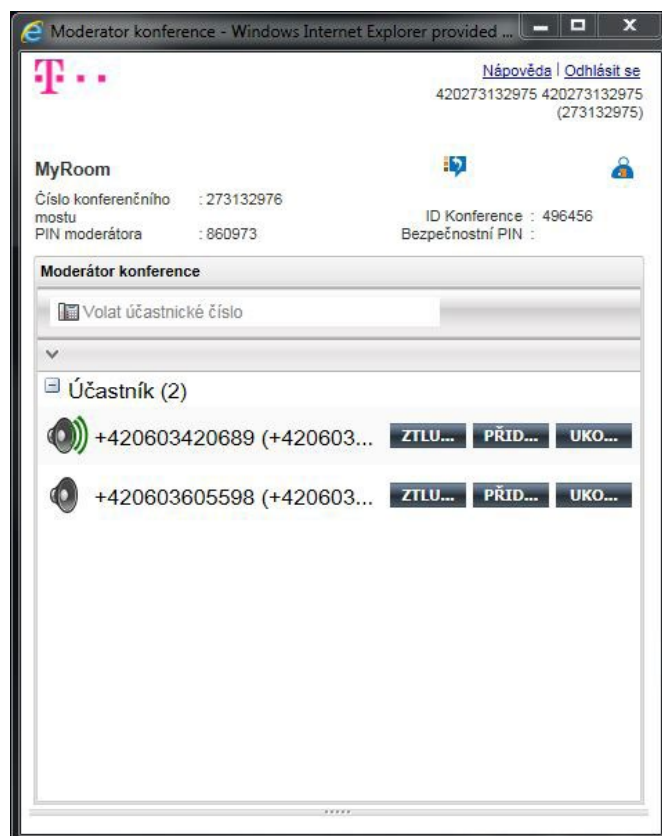 Moderator konference - Windows Internet Explorer provided ...
T
Nápověda | Odhlásit se
420273132975 420273132975
(273132975)
MyRoom
Číslo konferenčního mostu : 273132976
PIN moderátora : 860973
ID Konference : 496456
Bezpečnostní PIN :
Moderátor konference
Volat účastnické číslo
Účastník (2)
+420603420689 (+420603... ZTLU... PŘID... UKO...
+420603605598 (+420603... ZTLU... PŘID... UKO...